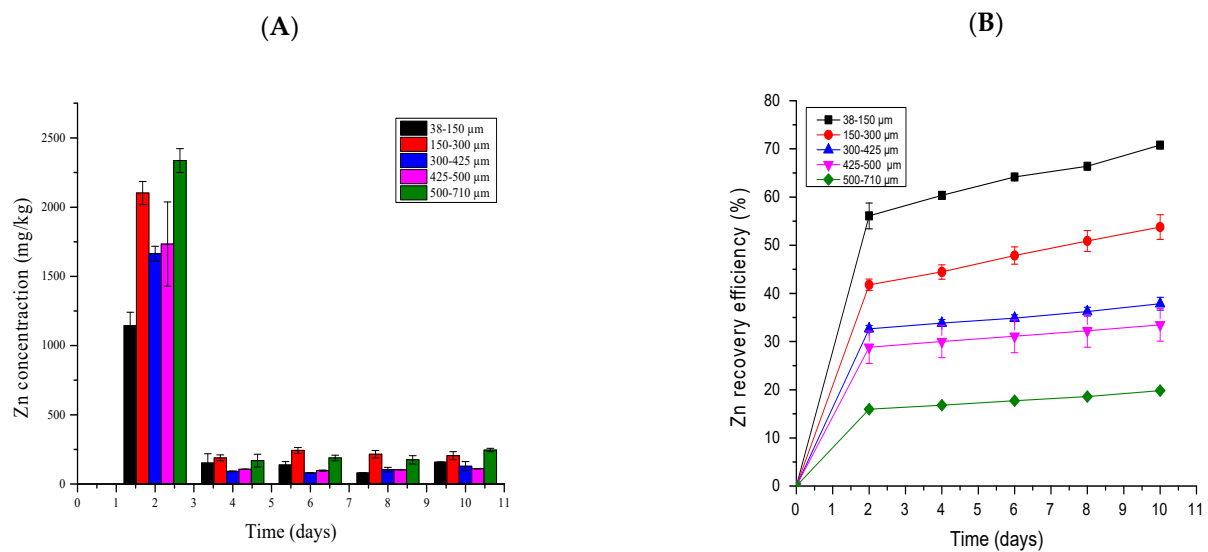 (A)
(B)
Zn concentraction (mg/kg)
2500
2000
1500
1000
500
0
38-150 µm
150-300 µm
300-425 µm
425-500 µm
500-710 µm
0 1 2 3 4 5 6 7 8 9 10 11
Time (days)
Zn recovery efficiency (%)
80
70
60
50
40
30
20
10
0
38-150 µm
150-300 µm
300-425 µm
425-500 µm
500-710 µm
0 1 2 3 4 5 6 7 8 9 10 11
Time (days)